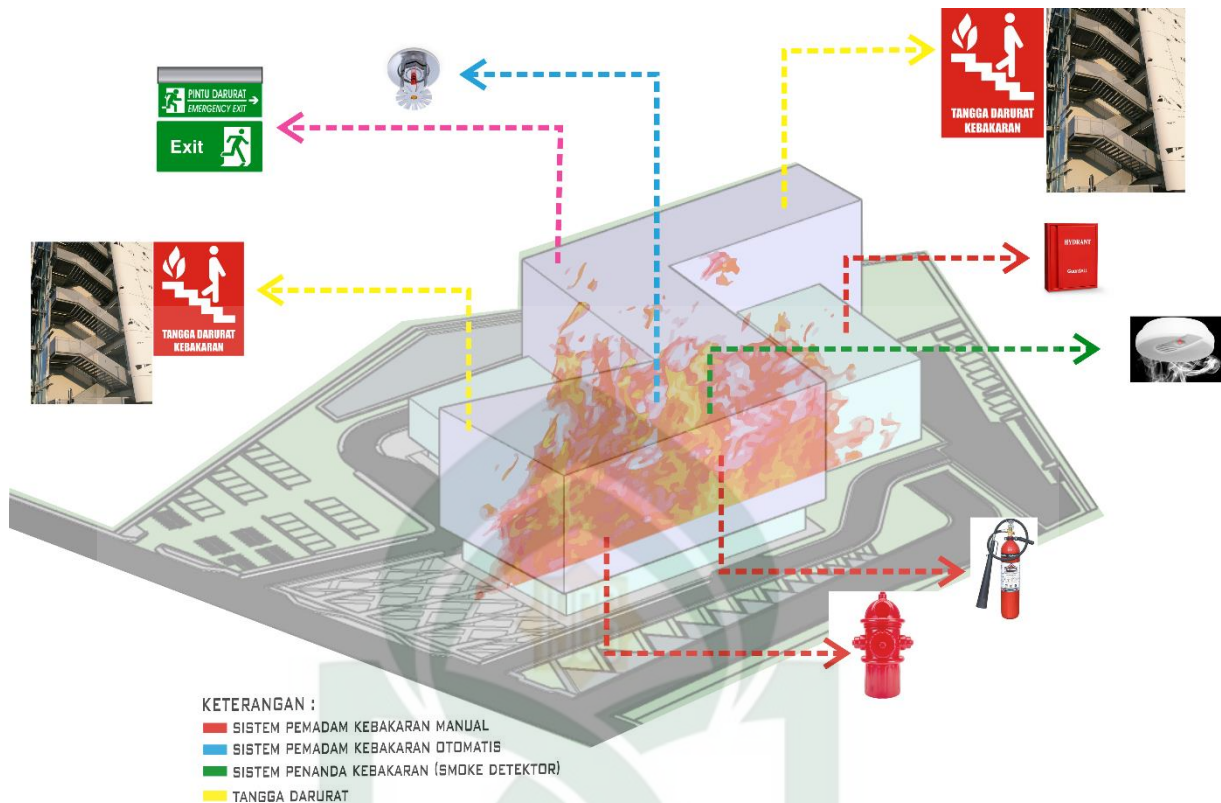 PINTU DARURAT
EMERGENCY EXIT
Exit
TANGGA DARURAT
KEBAKARAN
TANGGA DARURAT
KEBAKARAN
HYDRANT
KETERANGAN :
SISTEM PEMADAM KEBAKARAN MANUAL
SISTEM PEMADAM KEBAKARAN OTOMATIS
SISTEM PENANDA KEBAKARAN (SMOKE DETEKTOR)
TANGGA DARURAT